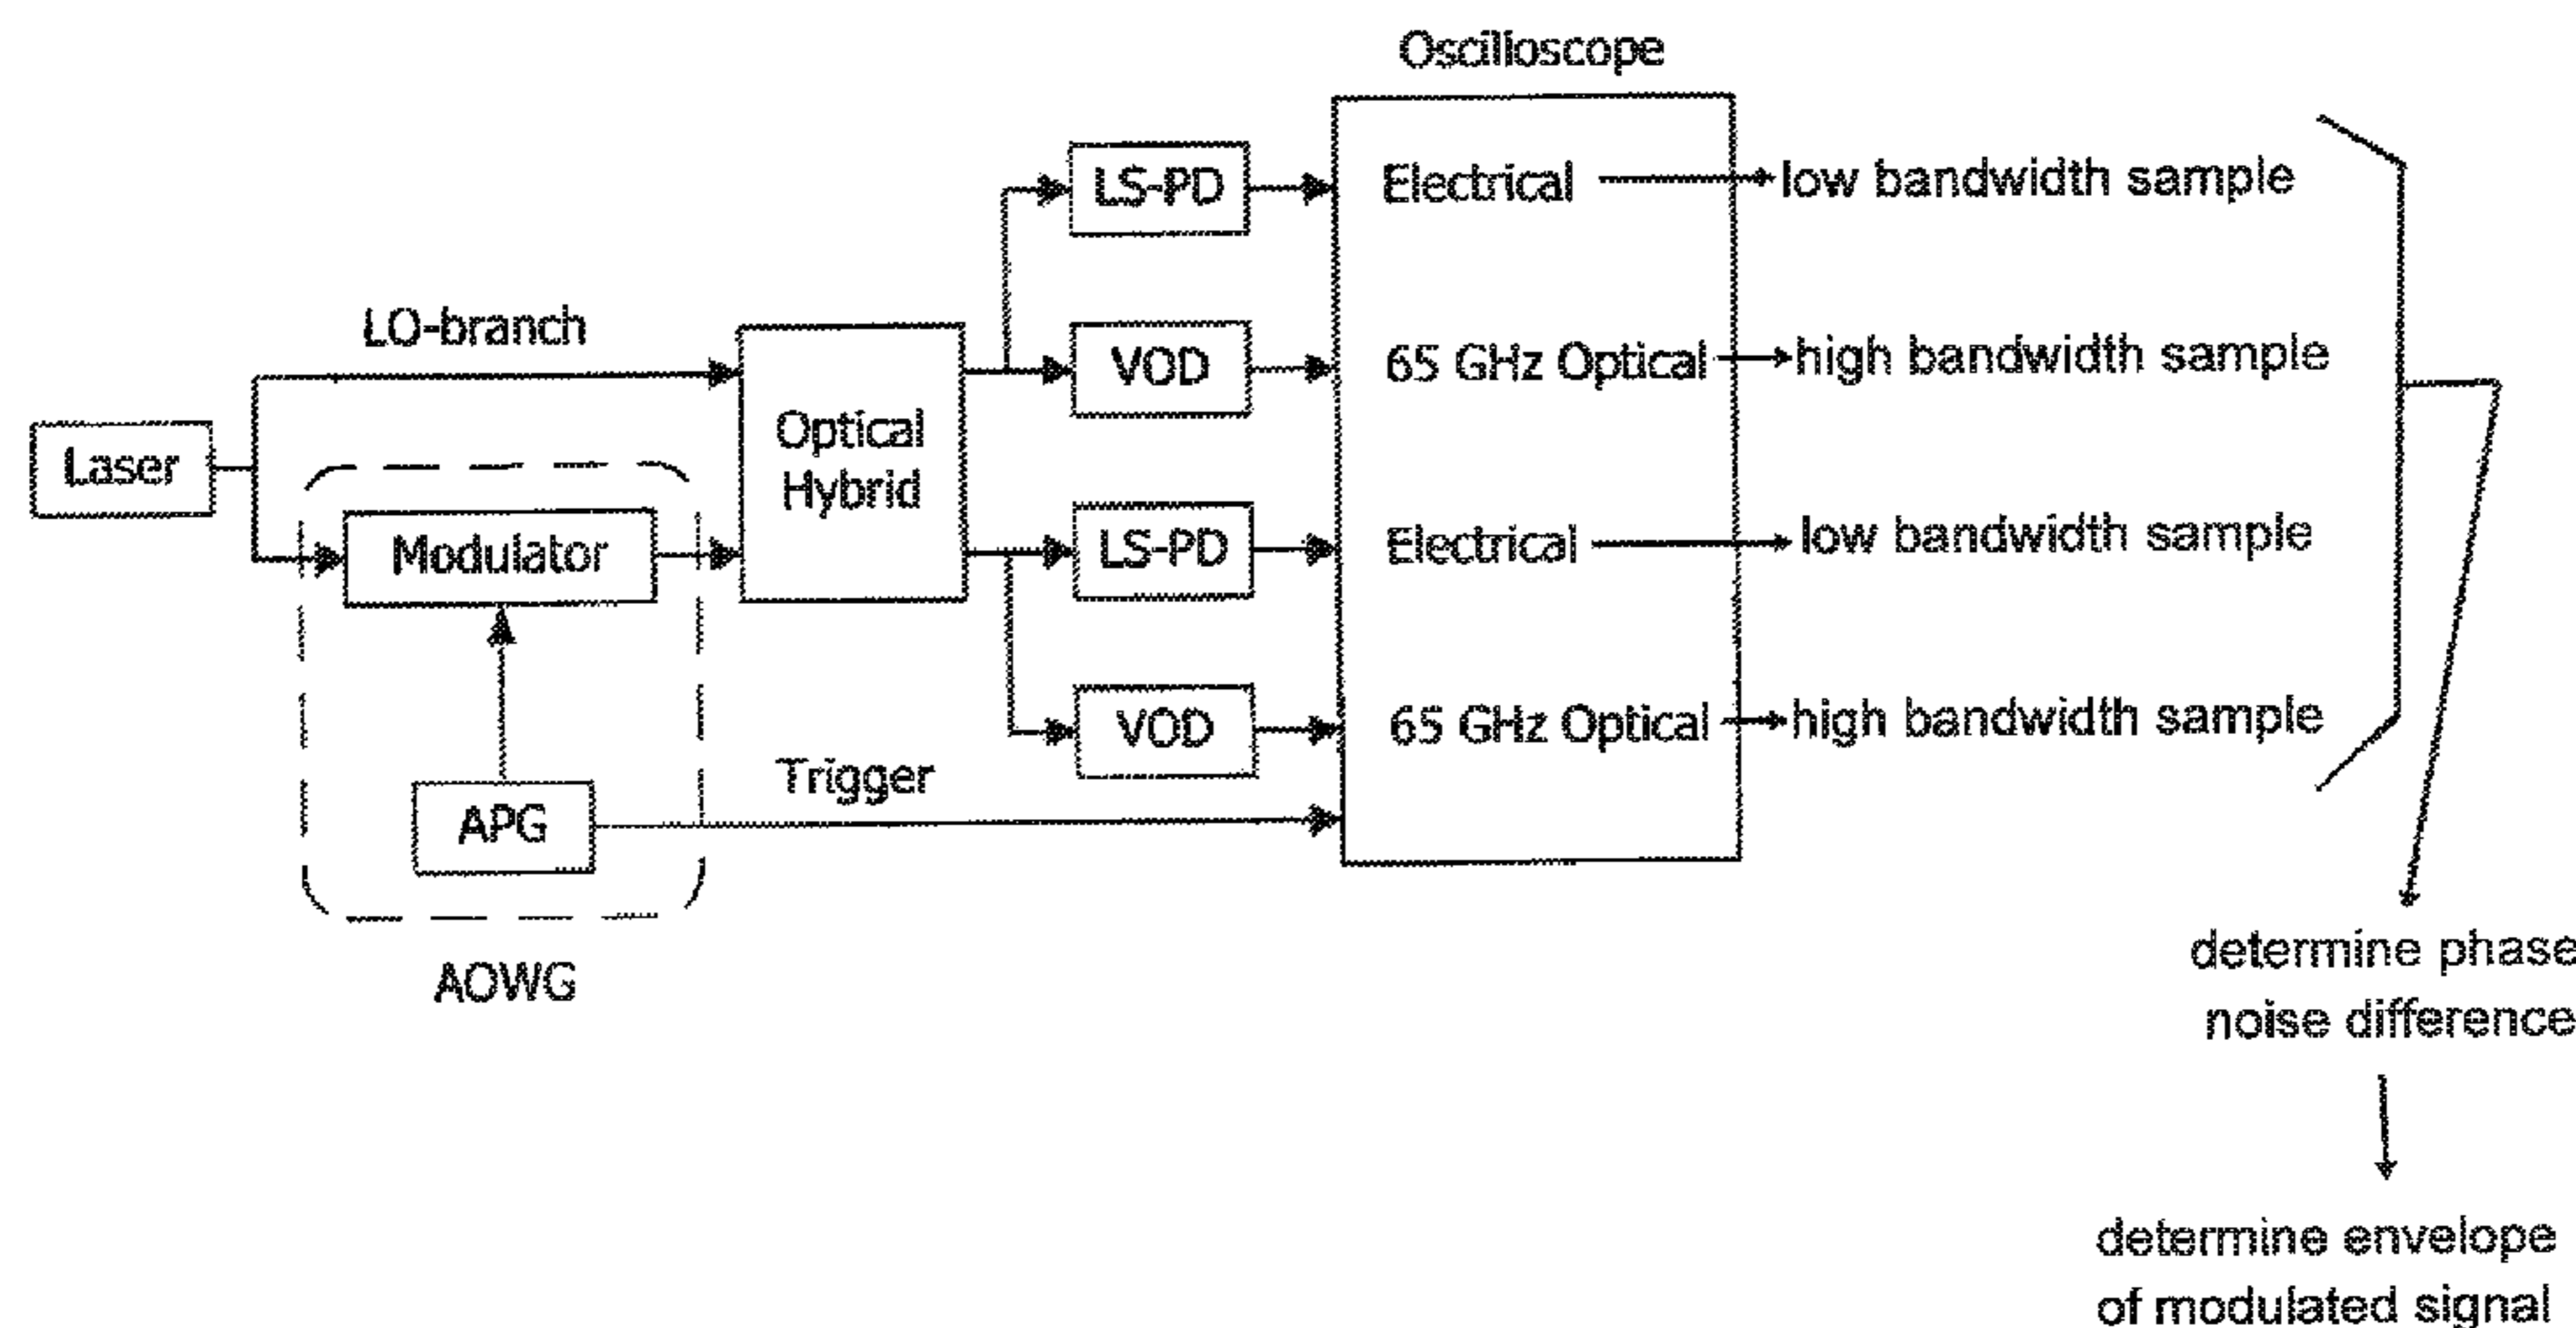 Oscilloscope
LS-PD
Electrical
low bandwidth sample
LO-branch
VOD
65 GHz Optical
high bandwidth sample
Laser
Optical
Hybrid
Modulator
LS-PD
Electrical
low bandwidth sample
VOD
65 GHz Optical
high bandwidth sample
Trigger
APG
AOWG
determine phase
noise difference
determine envelope
of modulated signal